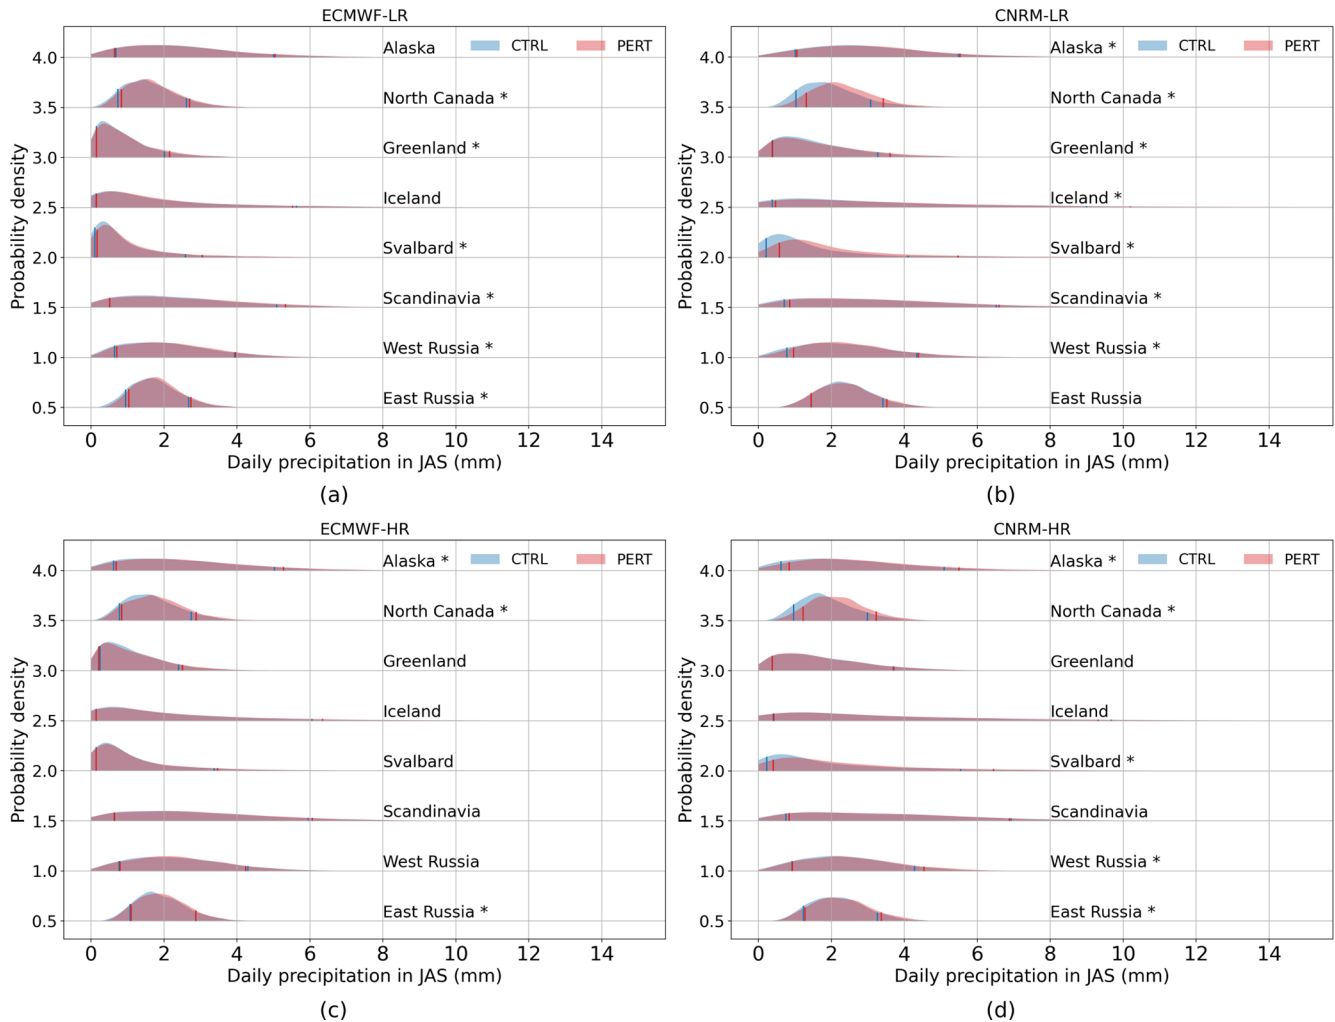 ECMWF-LR
CTRL PERT
4.0 Alaska
3.5 North Canada *
3.0 Greenland *
2.5 Iceland
2.0 Svalbard *
1.5 Scandinavia *
1.0 West Russia *
0.5 East Russia *
Probability density
0 2 4 6 8 10 12 14
Daily precipitation in JAS (mm)
(a)
CNRM-LR
CTRL PERT
4.0 Alaska *
3.5 North Canada *
3.0 Greenland *
2.5 Iceland *
2.0 Svalbard *
1.5 Scandinavia *
1.0 West Russia *
0.5 East Russia
Probability density
0 2 4 6 8 10 12 14
Daily precipitation in JAS (mm)
(b)
ECMWF-HR
CTRL PERT
4.0 Alaska *
3.5 North Canada *
3.0 Greenland
2.5 Iceland
2.0 Svalbard
1.5 Scandinavia
1.0 West Russia
0.5 East Russia *
Probability density
0 2 4 6 8 10 12 14
Daily precipitation in JAS (mm)
(c)
CNRM-HR
CTRL PERT
4.0 Alaska *
3.5 North Canada *
3.0 Greenland
2.5 Iceland
2.0 Svalbard *
1.5 Scandinavia
1.0 West Russia *
0.5 East Russia *
Probability density
0 2 4 6 8 10 12 14
Daily precipitation in JAS (mm)
(d)